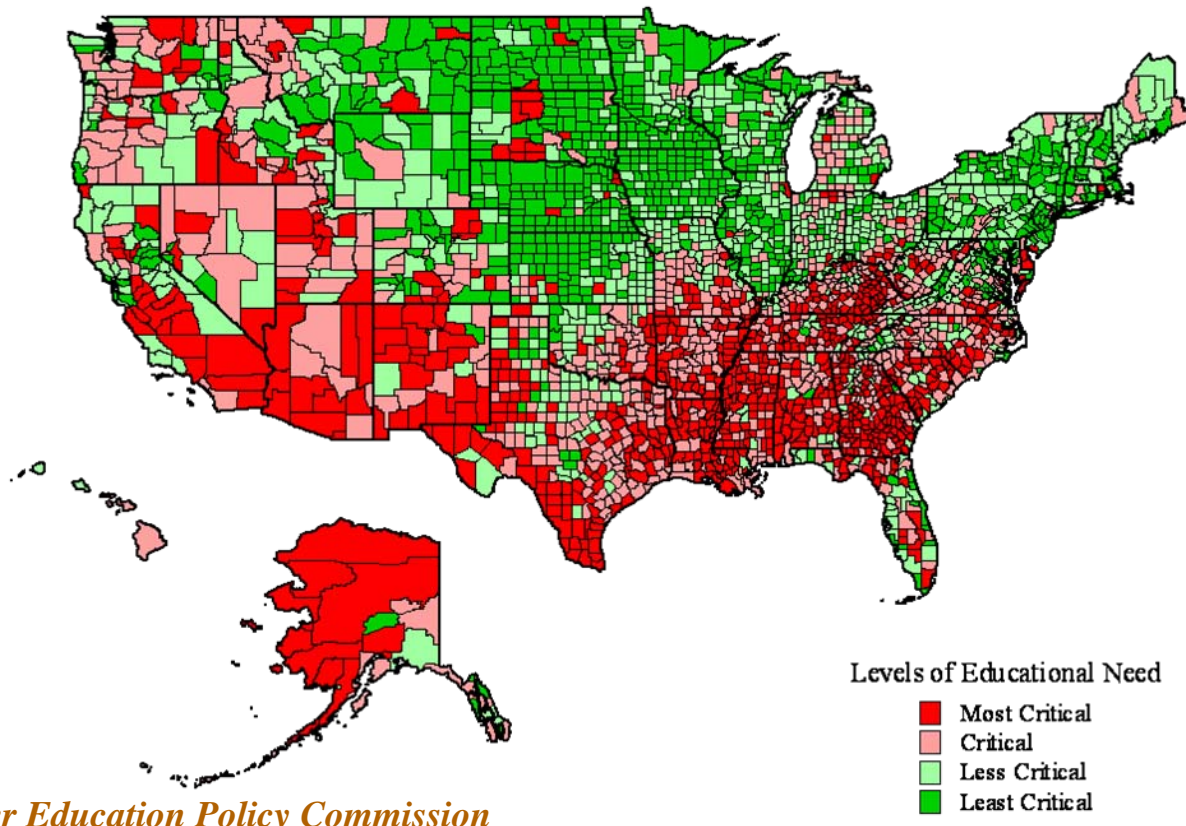 Levels of Educational Need
Most Critical
Critical
Less Critical
Least Critical
Education Policy Commission